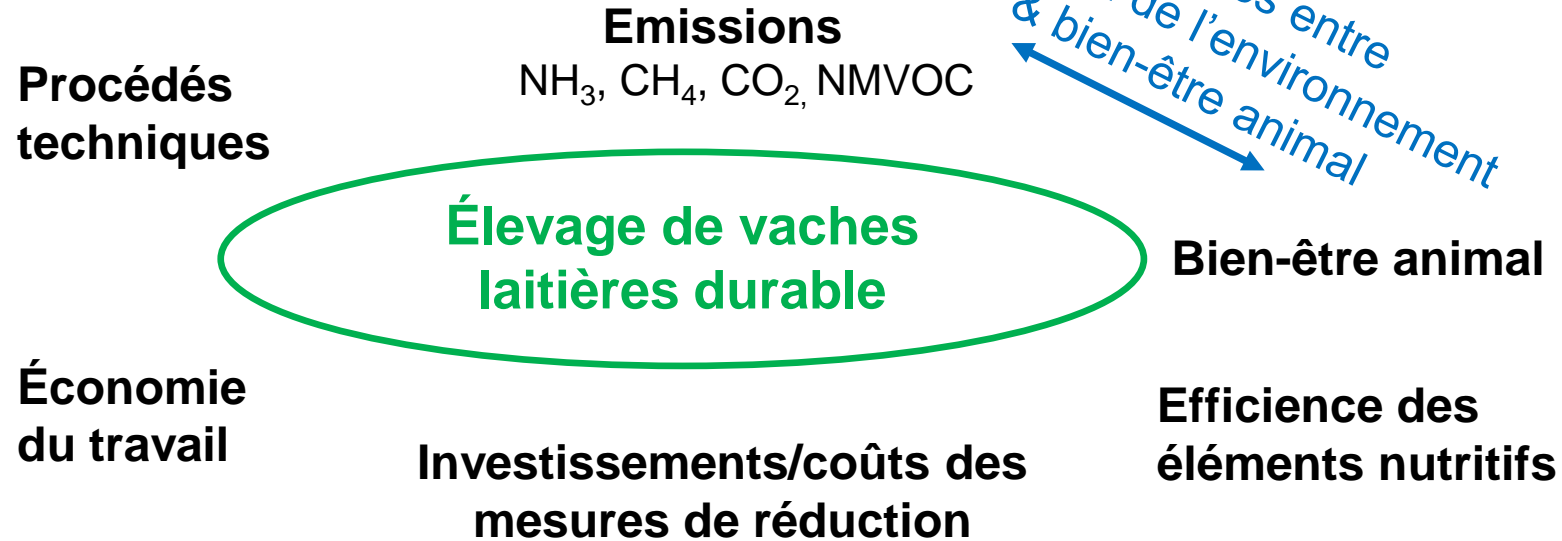 Emissions
NH₃, CH₄, CO₂, NMVOC
entre
de l'environnement
& bien-être animal
Procédés
techniques
Élevage de vaches
laitières durable
Bien-être animal
Économie
du travail
Investissements/coûts des
mesures de réduction
Efficience des
éléments nutritifs